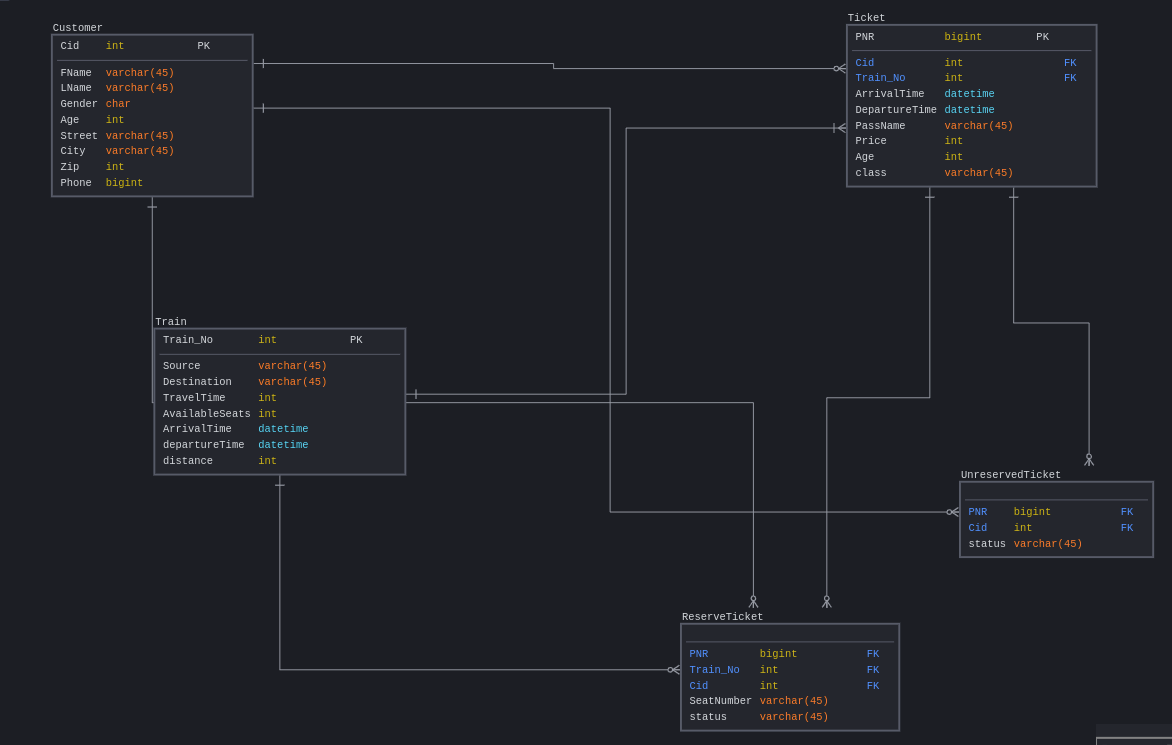 Customer
Cid int PK
FName varchar(45)
LName varchar(45)
Gender char
Age int
Street varchar(45)
City varchar(45)
Zip int
Phone bigint
Ticket
PNR bigint PK
Cid int FK
Train_No int FK
ArrivalTime datetime
DepartureTime datetime
PassName varchar(45)
Price int
Age int
class varchar(45)
Train
Train_No int PK
Source varchar(45)
Destination varchar(45)
TravelTime int
AvailableSeats int
ArrivalTime datetime
departureTime datetime
distance int
UnreservedTicket
PNR bigint FK
Cid int FK
status varchar(45)
ReserveTicket
PNR bigint FK
Train_No int FK
Cid int FK
SeatNumber varchar(45)
status varchar(45)